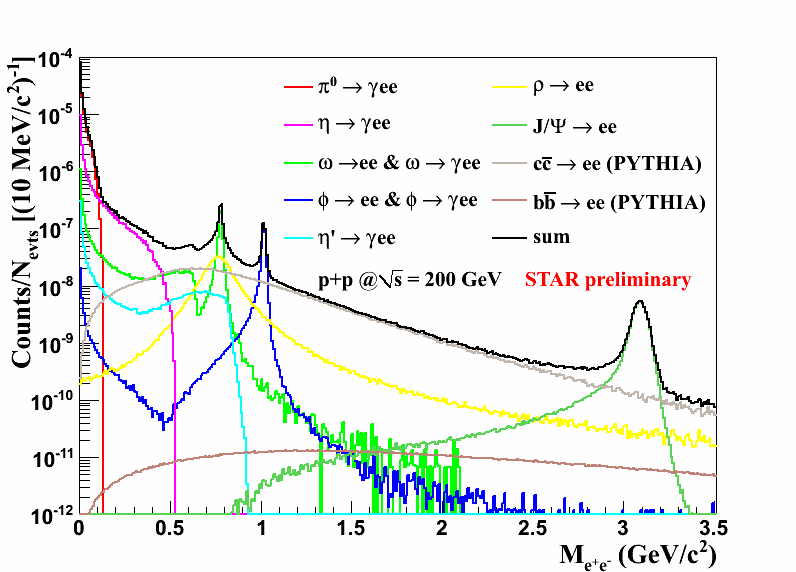 Counts/N_evts [(10 MeV/c²)⁻¹]
10⁻⁴
10⁻⁵
10⁻⁶
10⁻⁷
10⁻⁸
10⁻⁹
10⁻¹⁰
10⁻¹¹
10⁻¹²
π⁰ → γee
η → γee
ω →ee & ω → γee
ϕ → ee & ϕ → γee
η' → γee
ρ → ee
J/Ψ → ee
cc̅ → ee (PYTHIA)
bb̅ → ee (PYTHIA)
sum
p+p @√s = 200 GeV STAR preliminary
0 0.5 1 1.5 2 2.5 3 3.5
M_e⁺e⁻ (GeV/c²)